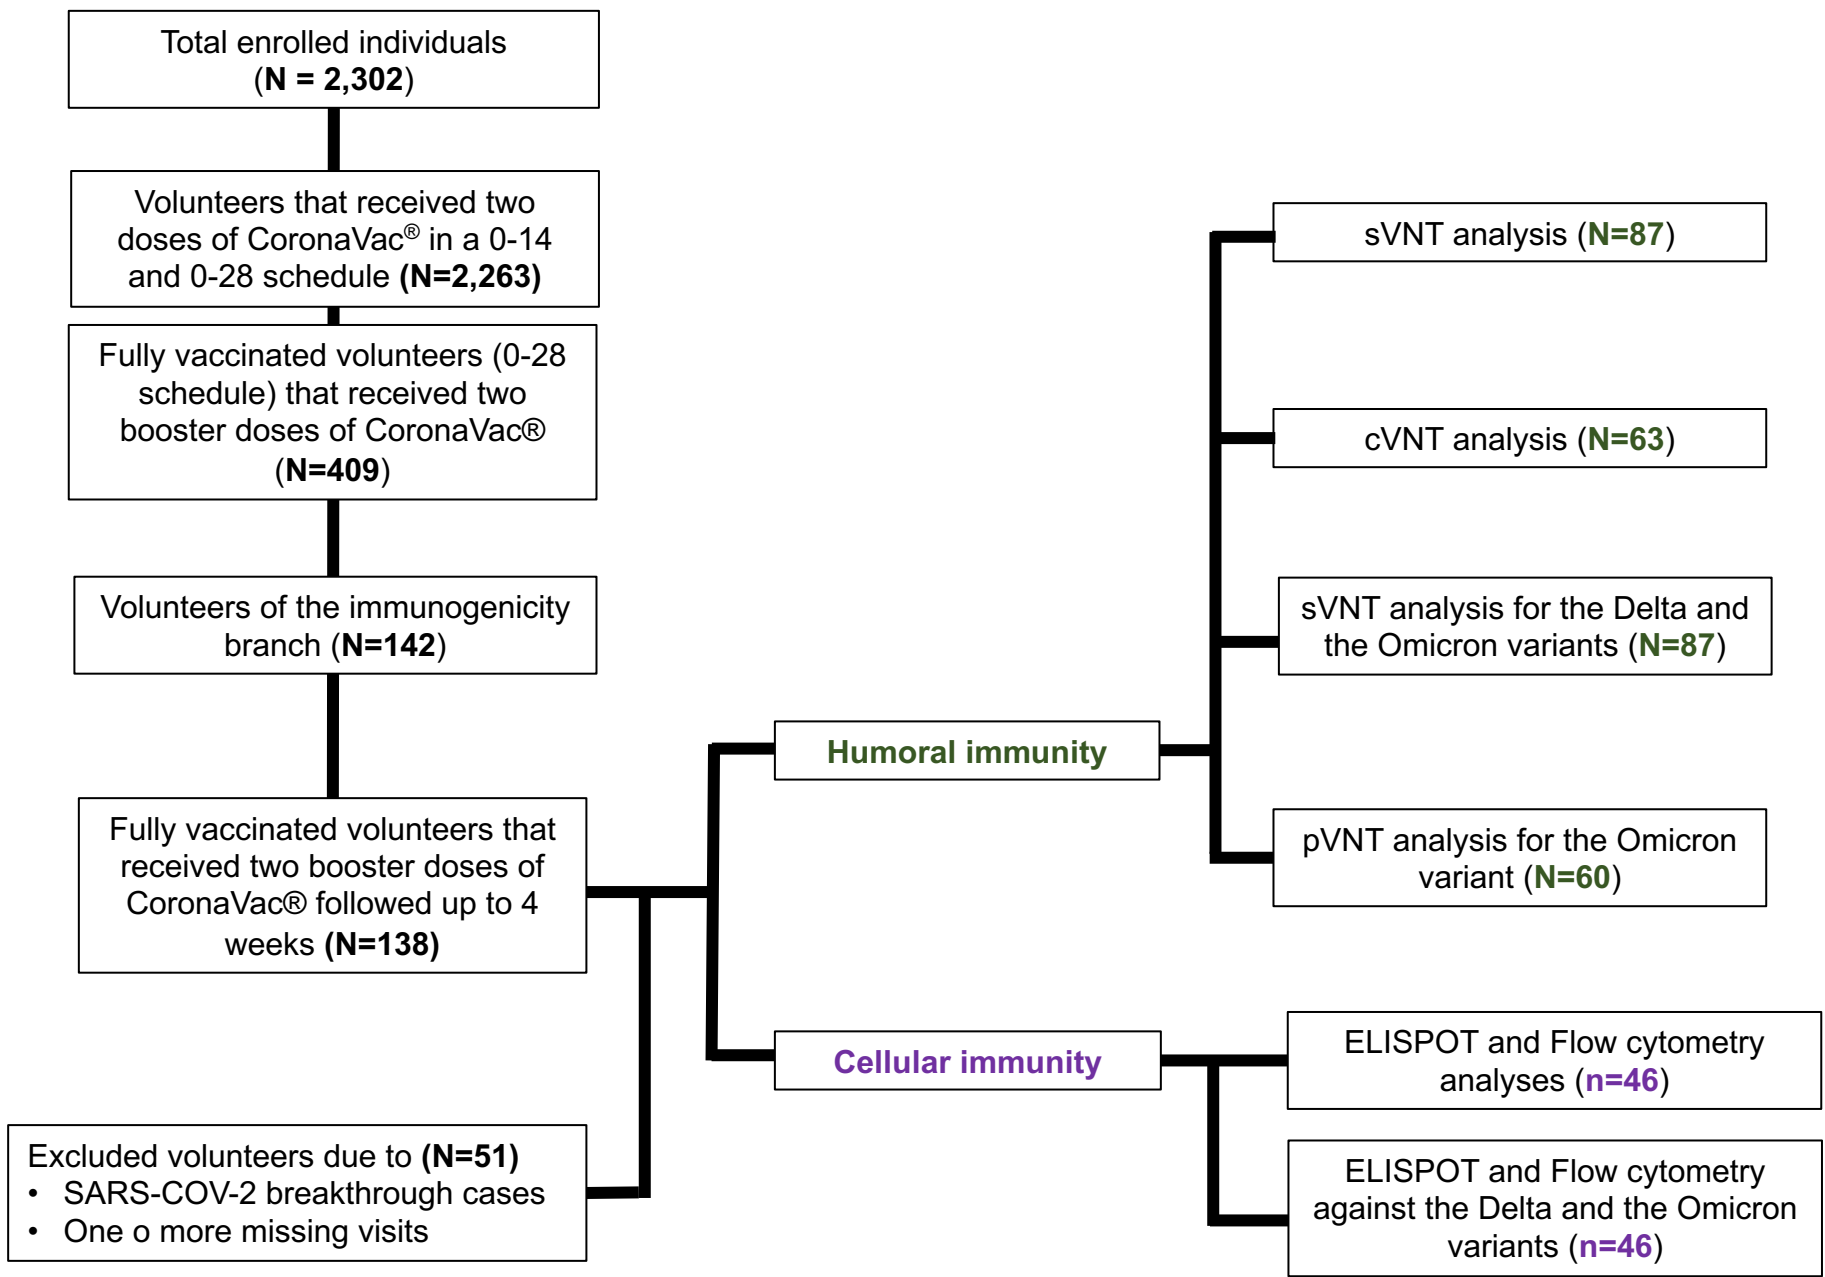 Total enrolled individuals
(N = 2,302)
Volunteers that received two
doses of CoronaVac® in a 0-14
and 0-28 schedule (N=2,263)
Fully vaccinated volunteers (0-28
schedule) that received two
booster doses of CoronaVac®
(N=409)
Volunteers of the immunogenicity
branch (N=142)
Fully vaccinated volunteers that
received two booster doses of
CoronaVac® followed up to 4
weeks (N=138)
Excluded volunteers due to (N=51)
• SARS-COV-2 breakthrough cases
• One o more missing visits
Humoral immunity
Cellular immunity
sVNT analysis (N=87)
cVNT analysis (N=63)
sVNT analysis for the Delta and
the Omicron variants (N=87)
pVNT analysis for the Omicron
variant (N=60)
ELISPOT and Flow cytometry
analyses (n=46)
ELISPOT and Flow cytometry
against the Delta and the Omicron
variants (n=46)